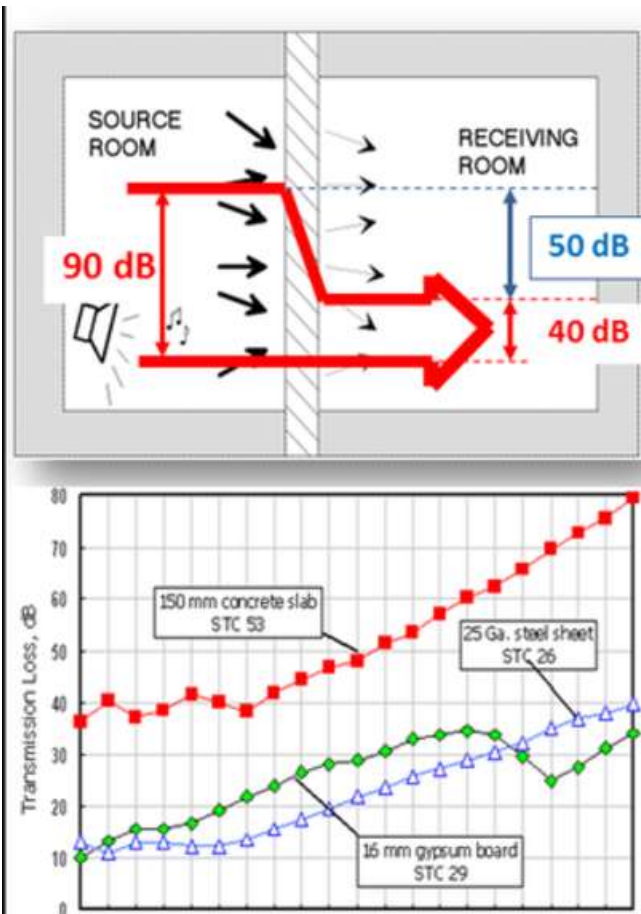 SOURCE
ROOM
RECEIVING
ROOM
90 dB
50 dB
40 dB
80
70
60
50
40
30
20
10
0
Transmission Loss, dB
150 mm concrete slab
STC 53
25 Ga. steel sheet
STC 26
16 mm gypsum board
STC 29